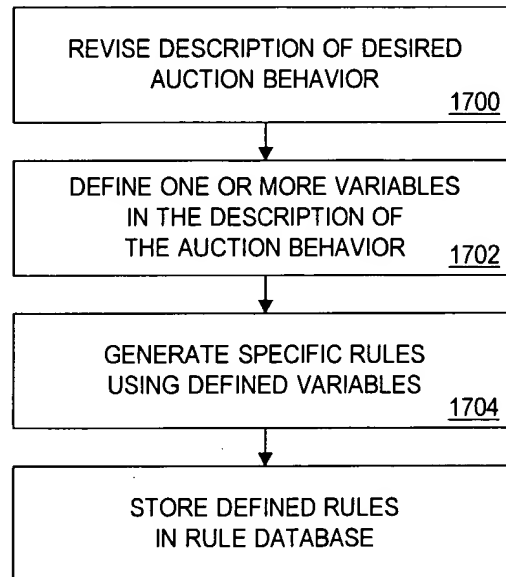 REVISE DESCRIPTION OF DESIRED
AUCTION BEHAVIOR
1700
DEFINE ONE OR MORE VARIABLES
IN THE DESCRIPTION OF
THE AUCTION BEHAVIOR
1702
GENERATE SPECIFIC RULES
USING DEFINED VARIABLES
1704
STORE DEFINED RULES
IN RULE DATABASE